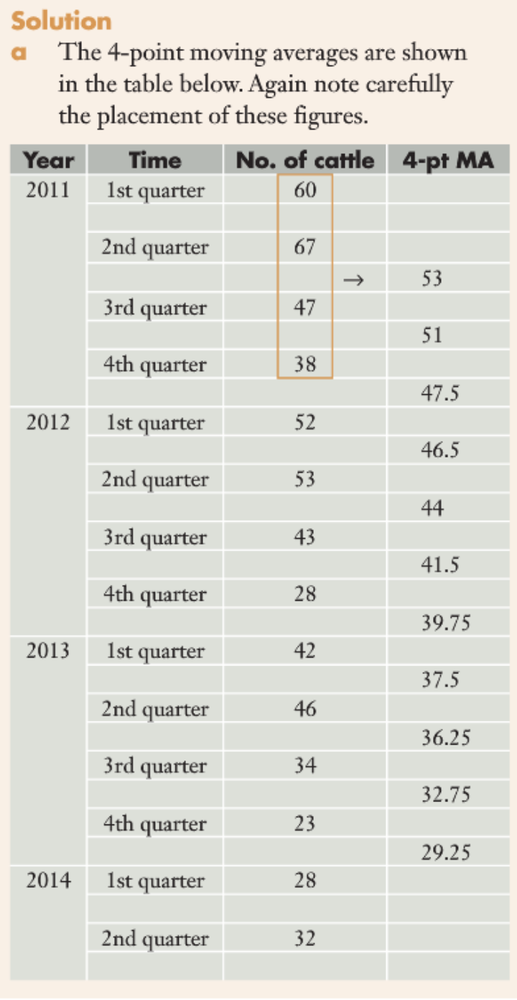 Solution
a The 4-point moving averages are shown
in the table below. Again note carefully
the placement of these figures.
Year Time No. of cattle 4-pt MA
2011 1st quarter 60
2nd quarter 67
→ 53
3rd quarter 47
51
4th quarter 38
47.5
2012 1st quarter 52
46.5
2nd quarter 53
44
3rd quarter 43
41.5
4th quarter 28
39.75
2013 1st quarter 42
37.5
2nd quarter 46
36.25
3rd quarter 34
32.75
4th quarter 23
29.25
2014 1st quarter 28
2nd quarter 32